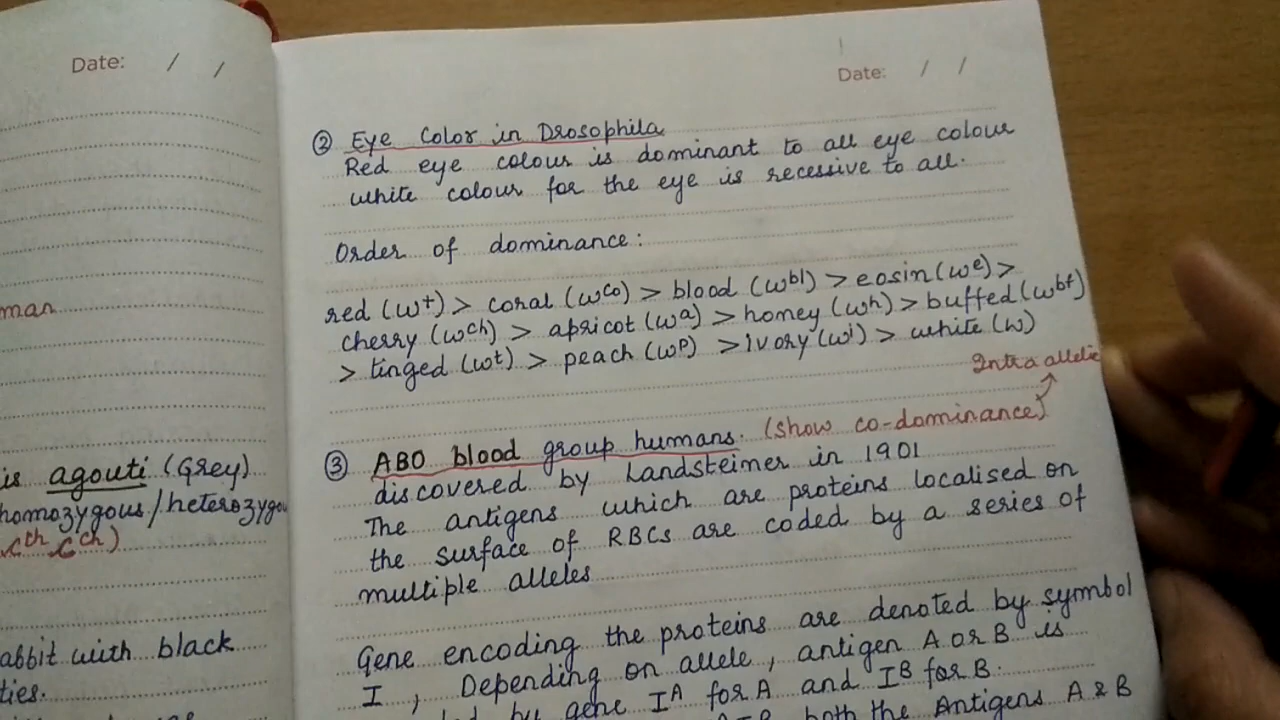 Date: / /
man
is agouti (Grey)
homozygous/heterozygou
abbit with black
ties.
Date: / /
② Eye Color in Drosophila
Red eye colour is dominant to all eye colour
white colour for the eye is recessive to all.
Order of dominance:
red (w⁺) > coral (wᶜᵒ) > blood (wᵇˡ) > eosin (wᵉ) >
cherry (wᶜʰ) > apricot (wᵃ) > honey (wʰ) > buffed (wᵇᶠ)
> tinged (wᵗ) > peach (wᵖ) > ivory (wⁱ) > white (w)
Intra allelic
③ ABO blood group humans. (show co-dominance)
discovered by Landsteiner in 1901
The antigens which are proteins localised on
the surface of RBCs are coded by a series of
multiple alleles
Gene encoding the proteins are denoted by symbol
I , Depending on allele, antigen A or B is
by gene Iᴬ for A and Iᴮ for B.
both the Antigens A & B